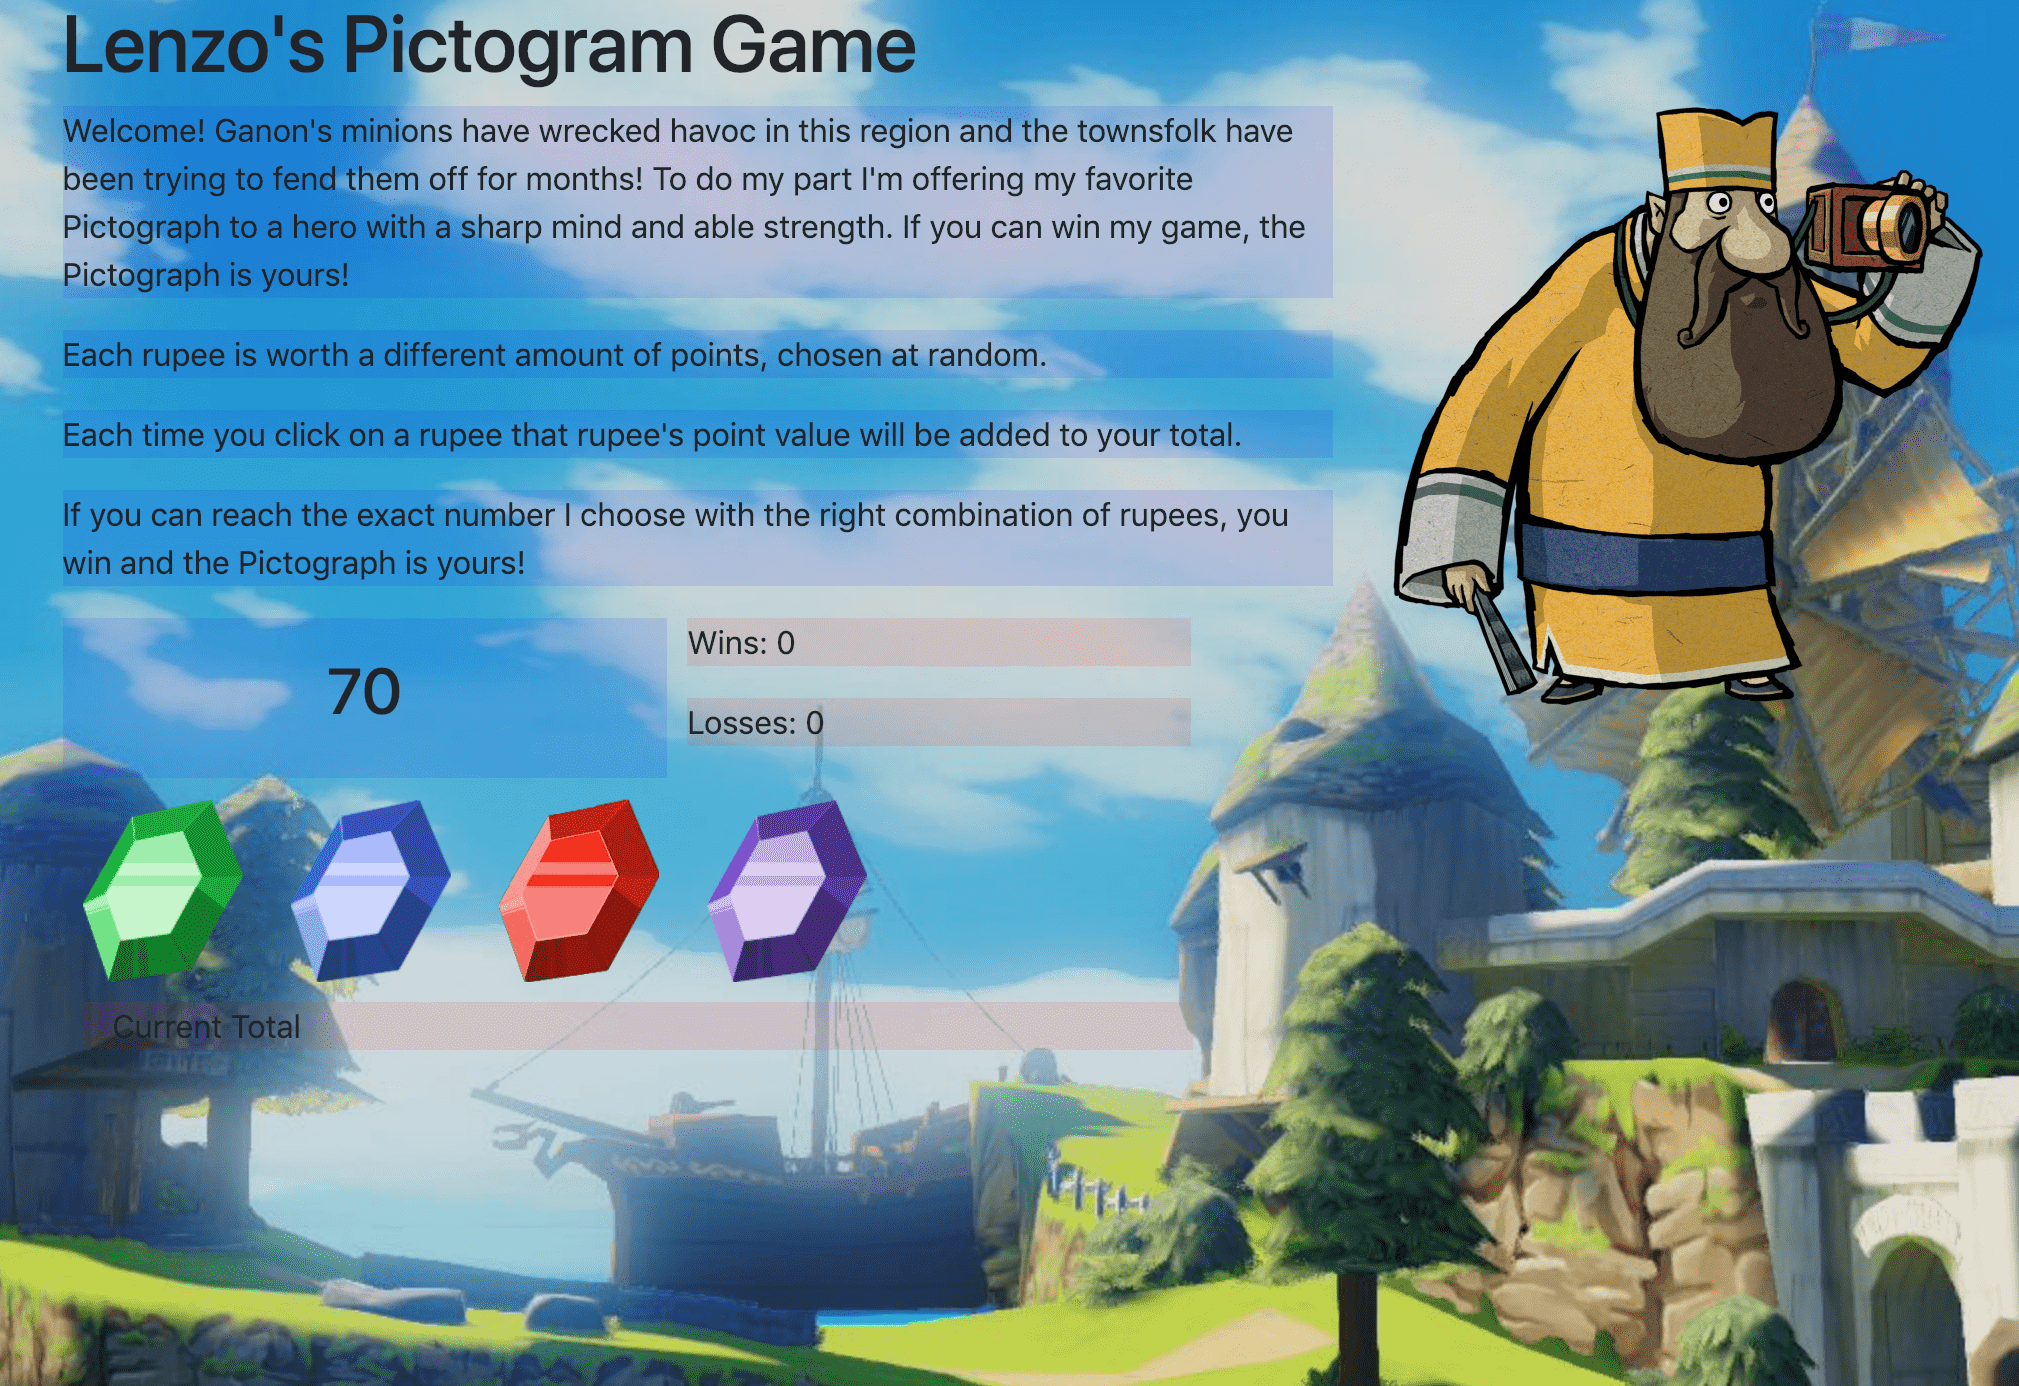 Lenzo's Pictogram Game
Welcome! Ganon's minions have wrecked havoc in this region and the townsfolk have
been trying to fend them off for months! To do my part I'm offering my favorite
Pictograph to a hero with a sharp mind and able strength. If you can win my game, the
Pictograph is yours!
Each rupee is worth a different amount of points, chosen at random.
Each time you click on a rupee that rupee's point value will be added to your total.
If you can reach the exact number I choose with the right combination of rupees, you
win and the Pictograph is yours!
70
Wins: 0
Losses: 0
Current Total